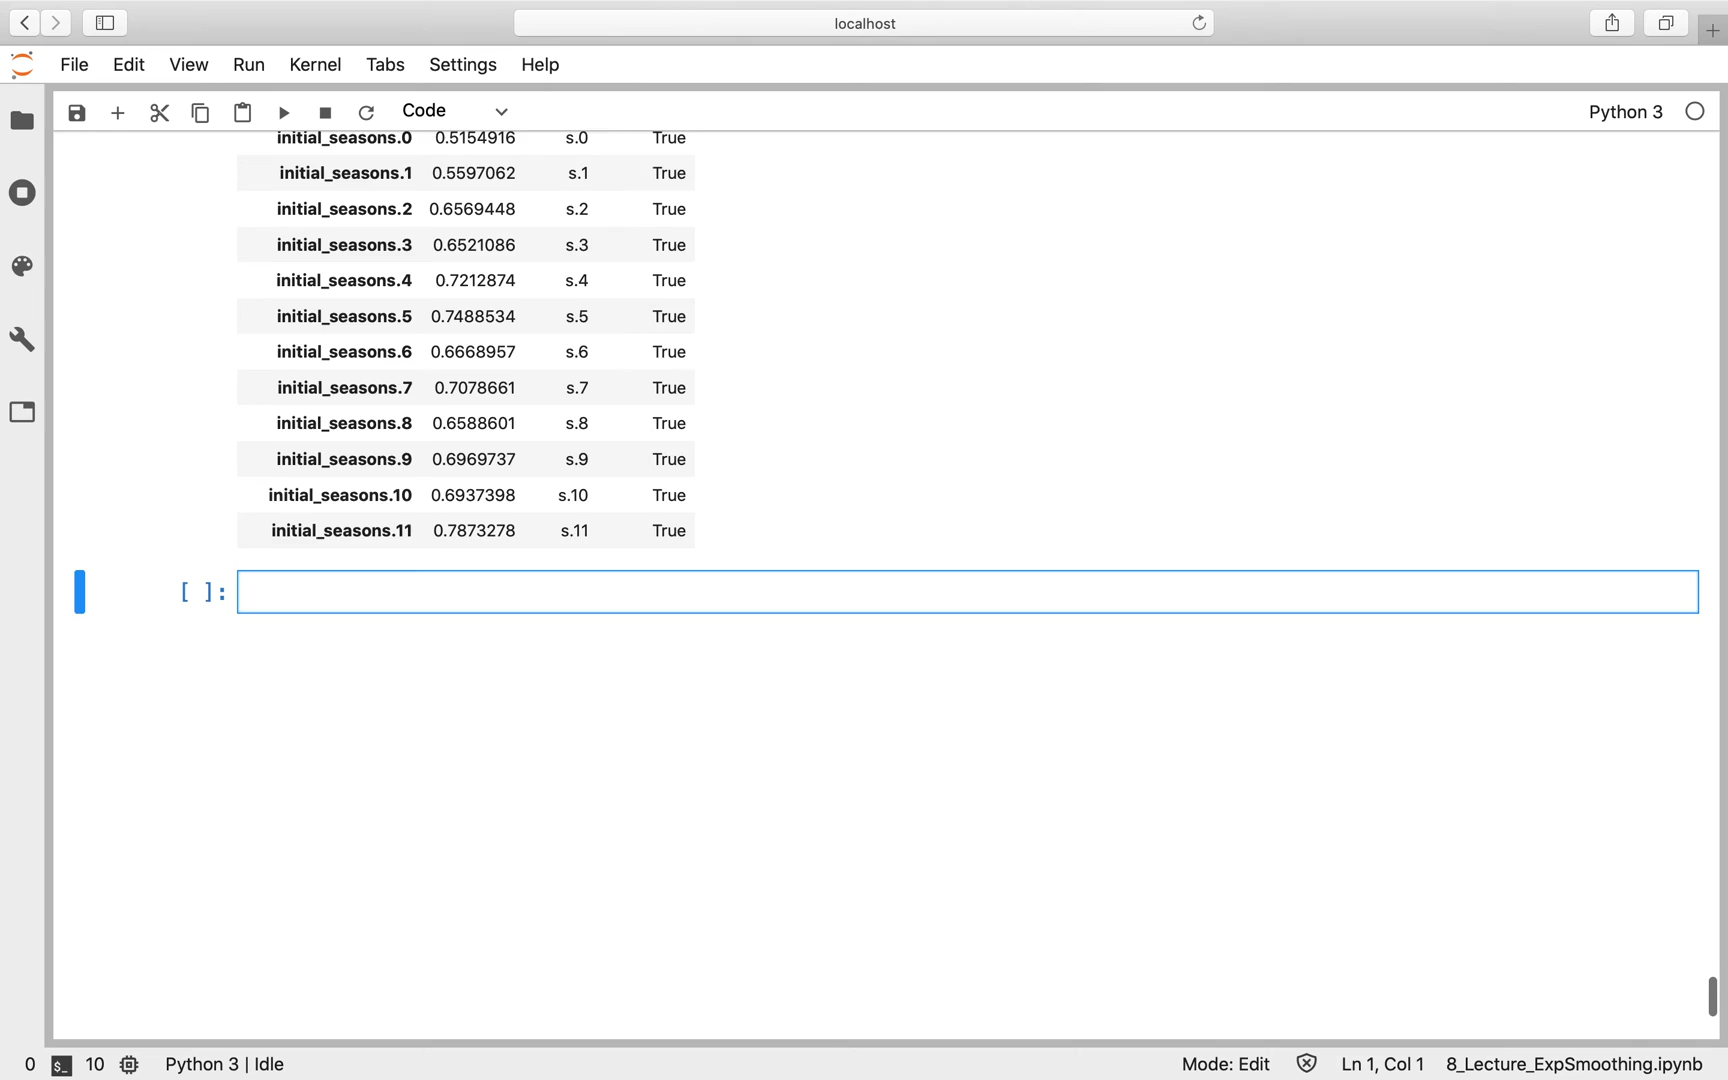 localhost
File Edit View Run Kernel Tabs Settings Help
Code Python 3
initial_seasons.0 0.5154916 s.0 True
initial_seasons.1 0.5597062 s.1 True
initial_seasons.2 0.6569448 s.2 True
initial_seasons.3 0.6521086 s.3 True
initial_seasons.4 0.7212874 s.4 True
initial_seasons.5 0.7488534 s.5 True
initial_seasons.6 0.6668957 s.6 True
initial_seasons.7 0.7078661 s.7 True
initial_seasons.8 0.6588601 s.8 True
initial_seasons.9 0.6969737 s.9 True
initial_seasons.10 0.6937398 s.10 True
initial_seasons.11 0.7873278 s.11 True
[ ]:
0 $_ 10 Python 3 | Idle Mode: Edit Ln 1, Col 1 8_Lecture_ExpSmoothing.ipynb